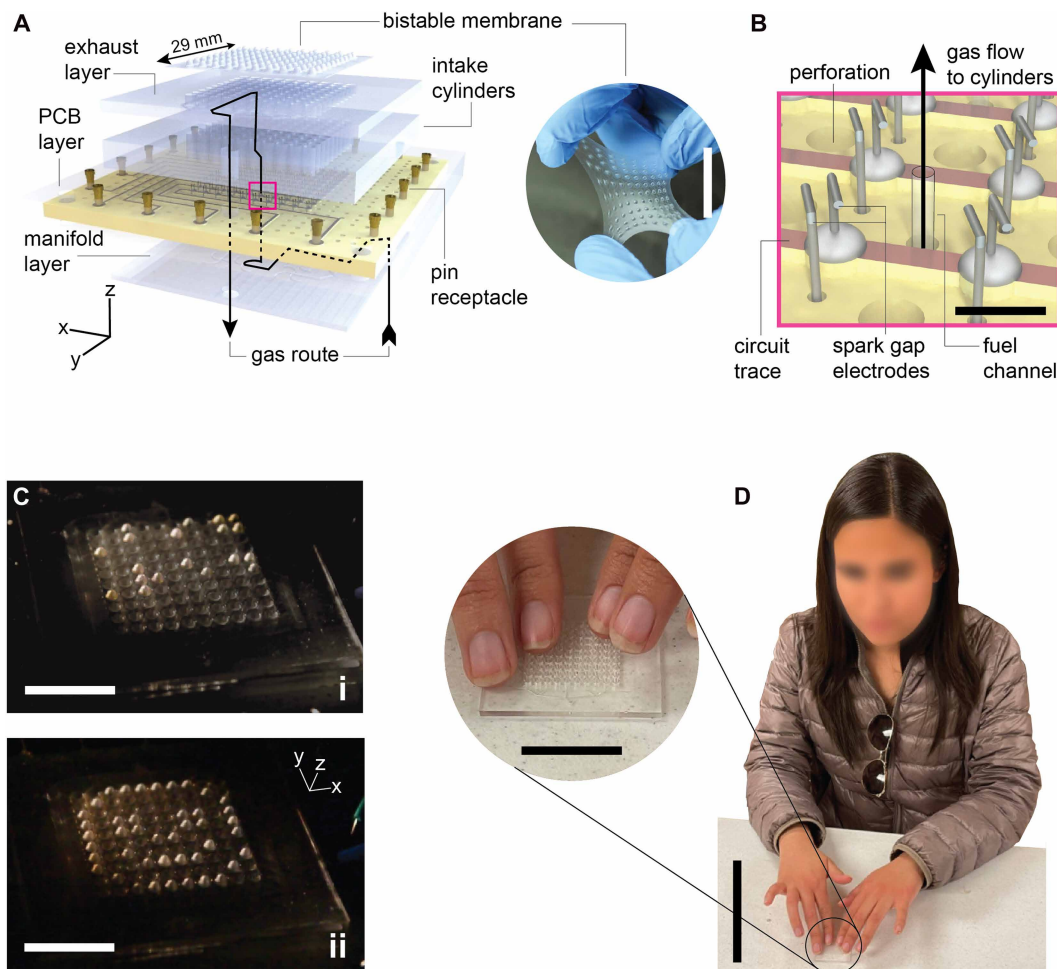 A
bistable membrane
29 mm
exhaust
layer
intake
cylinders
PCB
layer
manifold
layer
pin
receptacle
z
x
y
gas route
B
perforation
gas flow
to cylinders
circuit
trace
spark gap
electrodes
fuel
channel
C
i
y
z
x
ii
D